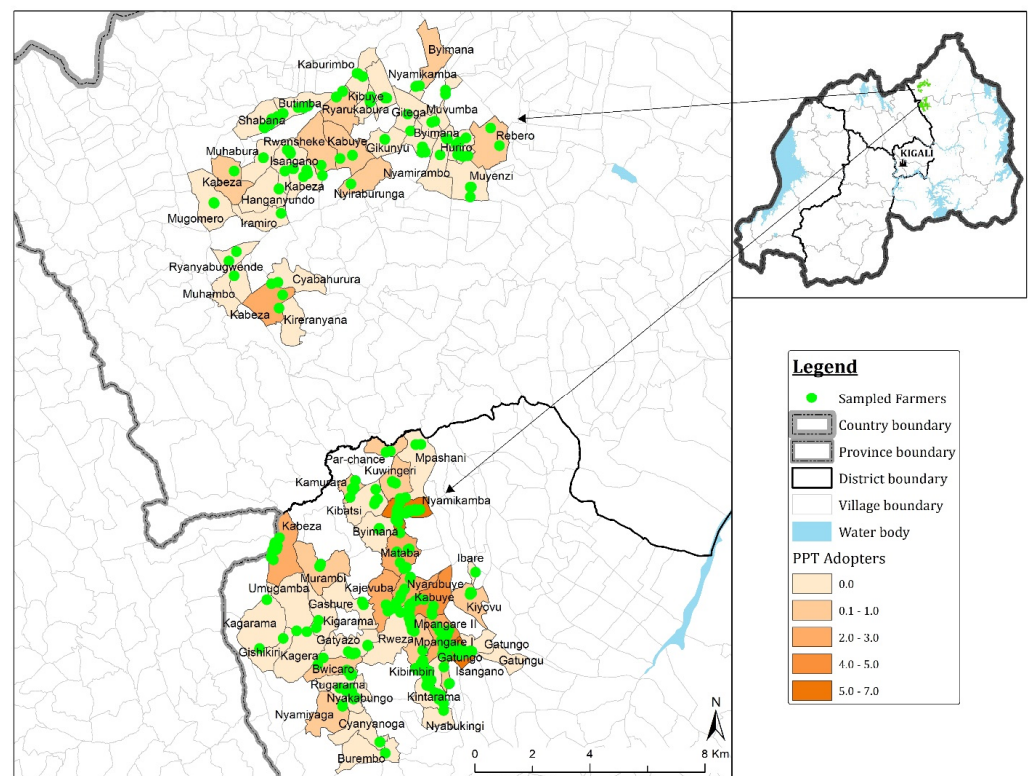 Byimana
Kaburimbo
Nyamikamba
Kibuye
Butimba
Ryarukabura
Gitega
Muvumba
Shabana
Byimana
Rebero
Rwensheke
Kabuye
Gikunyu
Huriro
Muhabura
Isangano
Nyamirambo
Muyenzi
Kabeza
Kabeza
Nyiraburunga
Hanganyundo
Mugomero
Iramiro
Ryanyabugwende
Cyabahurura
Muhambo
Kabeza
Kireranyana
Par-chance
Mpashani
Kuwingeri
Kamurara
Nyamikamba
Kibatsi
Byimana
Kabeza
Mataba
Ibare
Murambi
Nyarubuye
Umugamba
Kajevuba
Kabuye
Gashure
Kiyovu
Kagarama
Kigarama
Mpangare II
Gatyazo
Rweza
Mpangare I
Gatungo
Gishikiri
Kagera
Gatungo
Gatungu
Bwicaro
Kibimbiri
Isangano
Rugarama
Nyakabungo
Kintarama
Nyamiyaga
Cyanyanoga
Nyabukingi
Burembo
N
0 2 4 8 Km
KIGALI
Legend
Sampled Farmers
Country boundary
Province boundary
District boundary
Village boundary
Water body
PPT Adopters
0.0
0.1 - 1.0
2.0 - 3.0
4.0 - 5.0
5.0 - 7.0